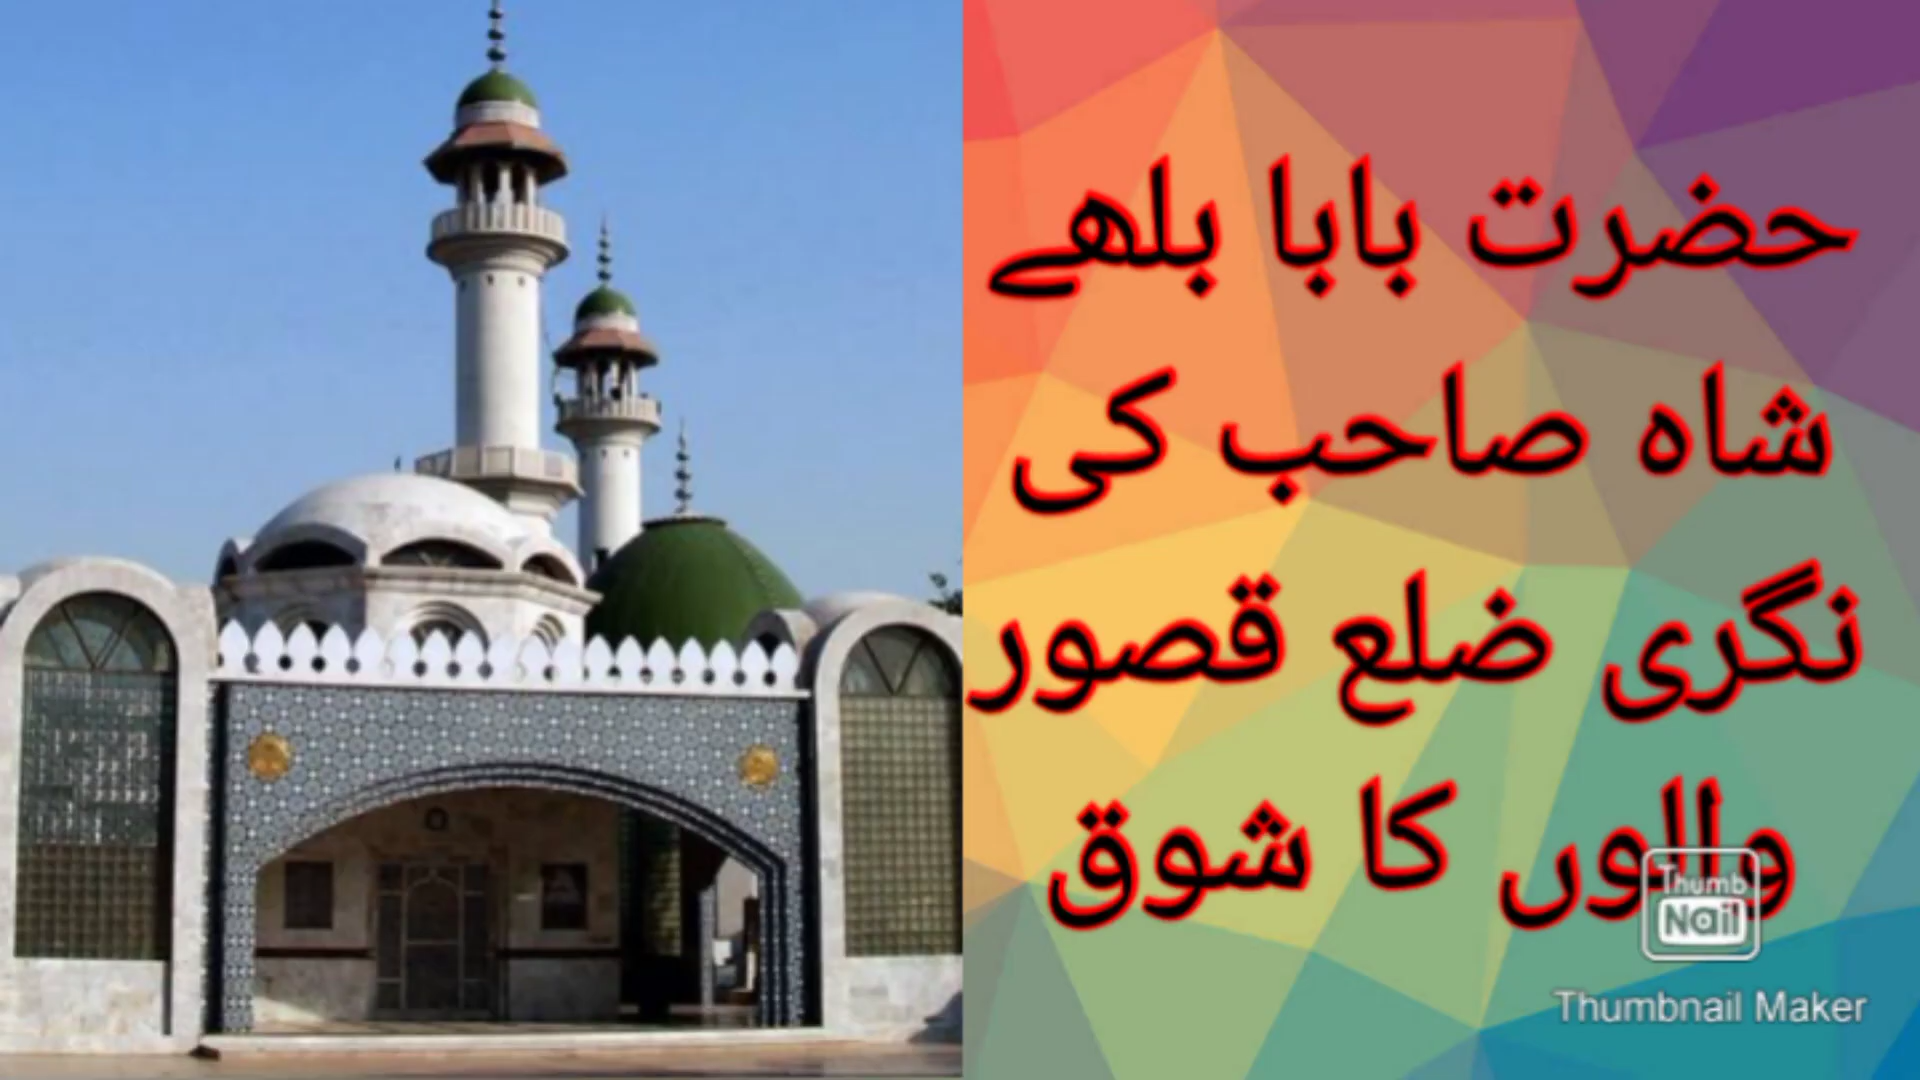 حضرت بابا بلھے
شاہ صاحب کی
نگری ضلع قصور
والوں کا شوق
Thumb
Nail
Thumbnail Maker